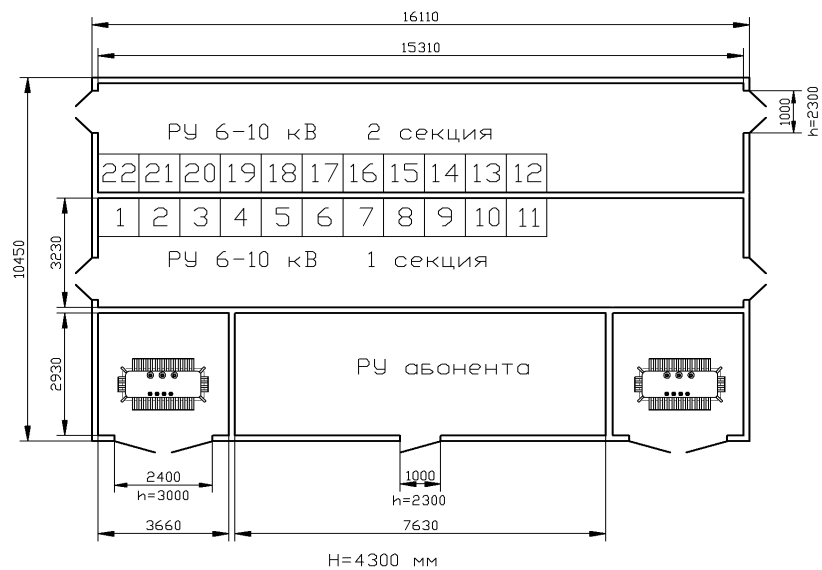 16110
15310
1000
h=2300
РУ 6-10 кВ 2 секция
22 21 20 19 18 17 16 15 14 13 12
1 2 3 4 5 6 7 8 9 10 11
РУ 6-10 кВ 1 секция
10450
3230
2930
РУ абонента
2400
h=3000
1000
h=2300
3660
7630
H=4300 мм